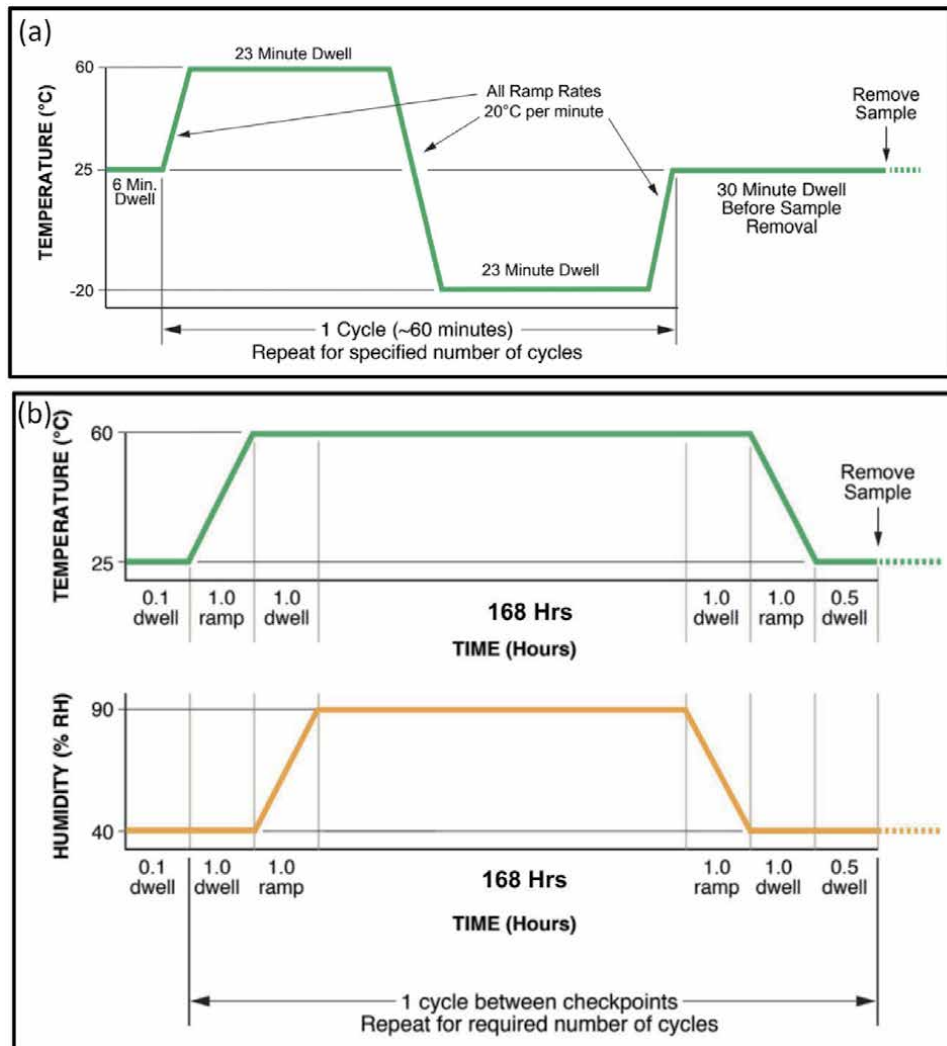 (a)
TEMPERATURE (°C)
60
25
-20
23 Minute Dwell
All Ramp Rates
20°C per minute
Remove
Sample
6 Min.
Dwell
30 Minute Dwell
Before Sample
Removal
23 Minute Dwell
1 Cycle (~60 minutes)
Repeat for specified number of cycles
(b)
TEMPERATURE (°C)
60
25
Remove
Sample
0.1
dwell
1.0
ramp
1.0
dwell
168 Hrs
1.0
dwell
1.0
ramp
0.5
dwell
TIME (Hours)
HUMIDITY (% RH)
90
40
0.1
dwell
1.0
dwell
1.0
ramp
168 Hrs
1.0
ramp
1.0
dwell
0.5
dwell
TIME (Hours)
1 cycle between checkpoints
Repeat for required number of cycles